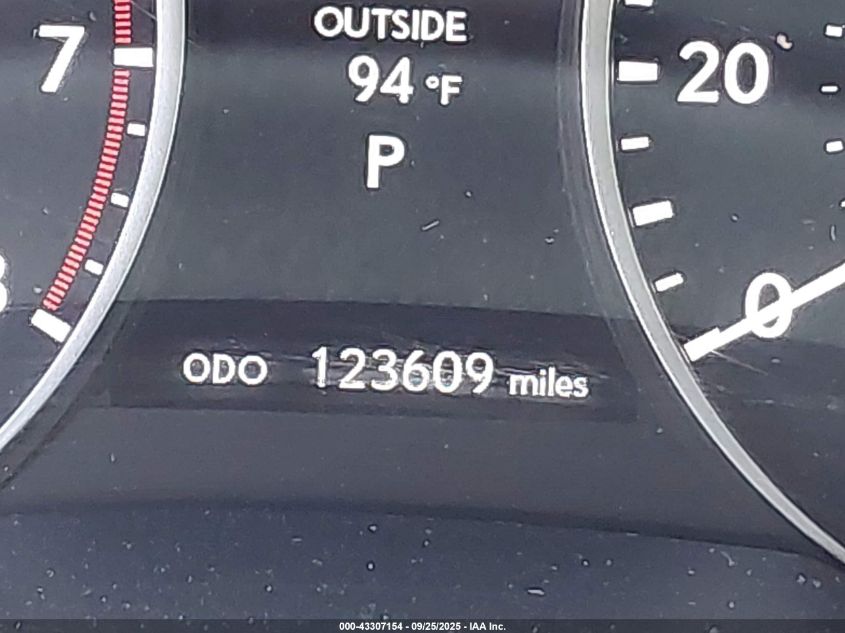 OUTSIDE
7
94 °F
20
P
0
ODO 123609 miles
000-43307154 - 09/25/2025 - IAA Inc.